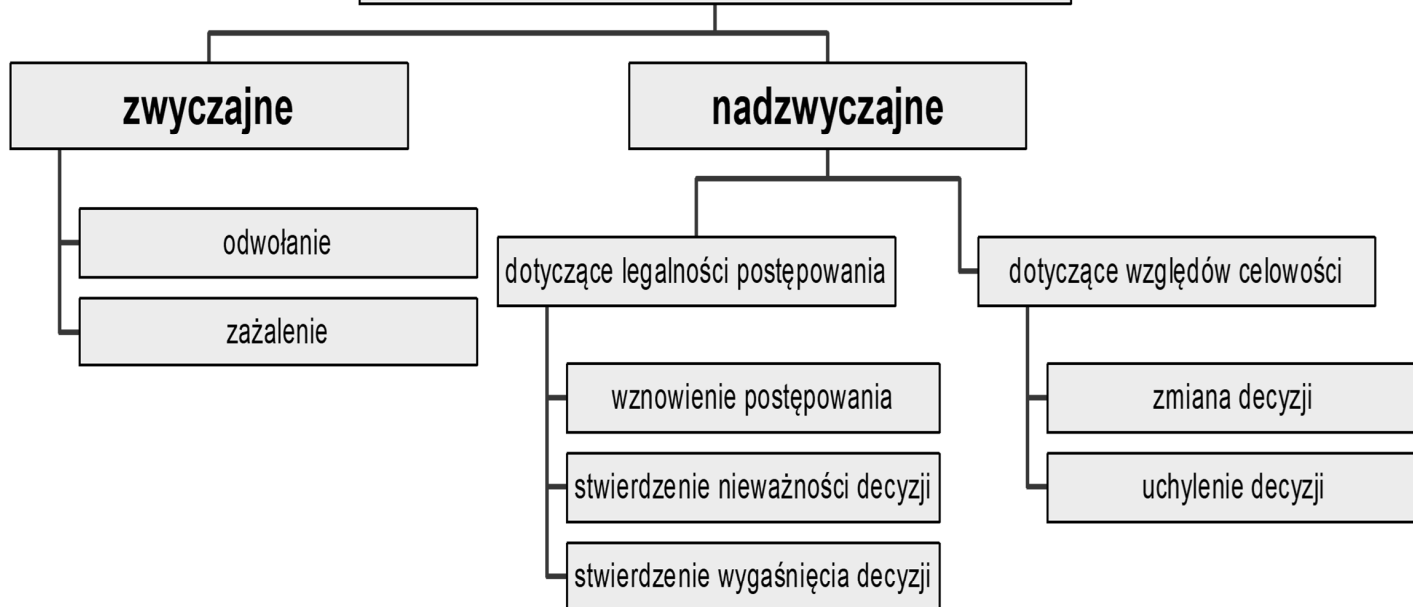 zwyczajne
nadzwyczajne
odwołanie
zażalenie
dotyczące legalności postępowania
dotyczące względów celowości
wznowienie postępowania
stwierdzenie nieważności decyzji
stwierdzenie wygaśnięcia decyzji
zmiana decyzji
uchylenie decyzji